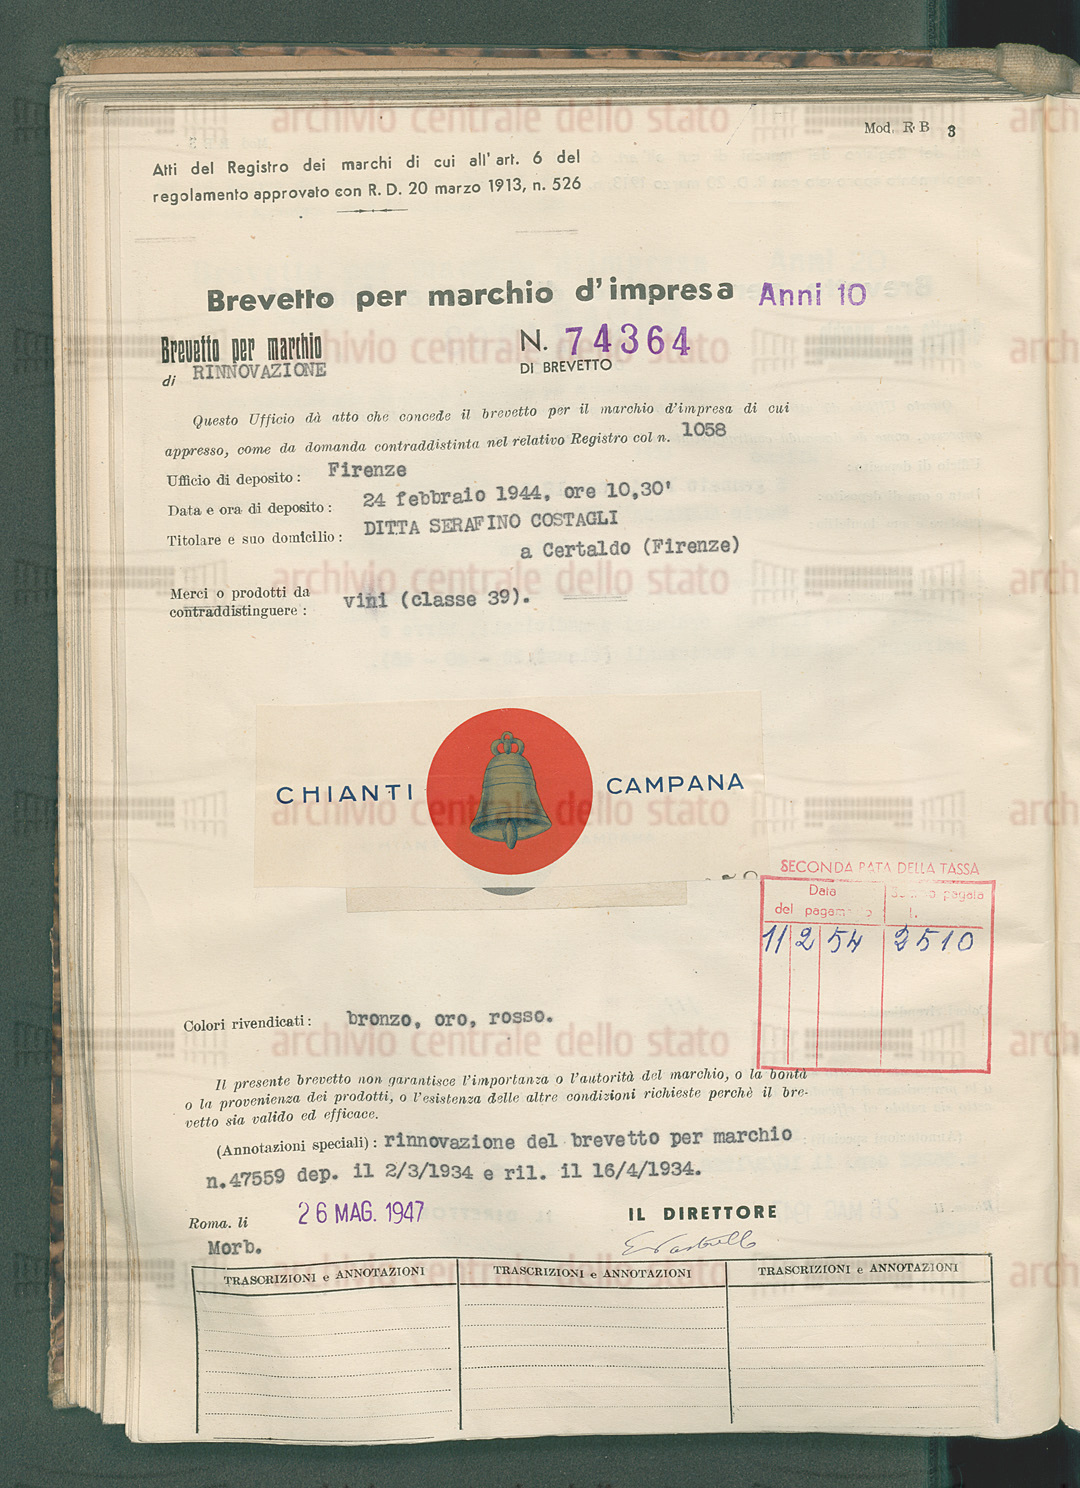 Mod. R B 3
Atti del Registro dei marchi di cui all'art. 6 del
regolamento approvato con R. D. 20 marzo 1913, n. 526
Brevetto per marchio d'impresa Anni 10
Brevetto per marchio
di RINNOVAZIONE
N. 74364
DI BREVETTO
Questo Ufficio dà atto che concede il brevetto per il marchio d'impresa di cui
appresso, come da domanda contraddistinta nel relativo Registro col n. 1058
Ufficio di deposito: Firenze
Data e ora di deposito: 24 febbraio 1944, ore 10,30'
Titolare e suo domicilio: DITTA SERAFINO COSTAGLI
a Certaldo (Firenze)
Merci o prodotti da
contraddistinguere: vini (classe 39).
CHIANTI CAMPANA
SECONDA RATA DELLA TASSA
Data
del pagamento
Somma pagata
L.
11 2 54 2510
Colori rivendicati: bronzo, oro, rosso.
Il presente brevetto non garantisce l'importanza o l'autorità del marchio, o la bontà
o la provenienza dei prodotti, o l'esistenza delle altre condizioni richieste perchè il bre-
vetto sia valido ed efficace.
(Annotazioni speciali): rinnovazione del brevetto per marchio
n.47559 dep. il 2/3/1934 e ril. il 16/4/1934.
Roma. li 26 MAG. 1947
IL DIRETTORE
Morb.
TRASCRIZIONI e ANNOTAZIONI TRASCRIZIONI e ANNOTAZIONI TRASCRIZIONI e ANNOTAZIONI
archivio centrale dello stato